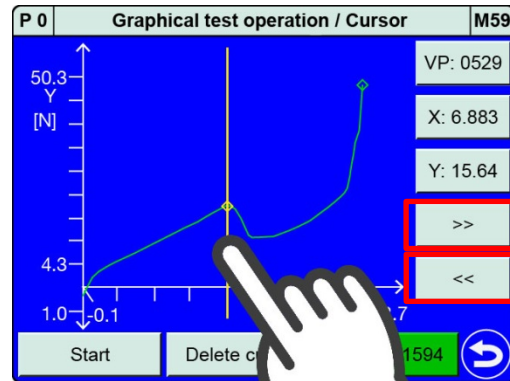 P 0 Graphical test operation / Cursor M59
50.3
Y
[N]
4.3
1.0
-0.1
.7
VP: 0529
X: 6.883
Y: 15.64
>>
<<
Start Delete c 1594